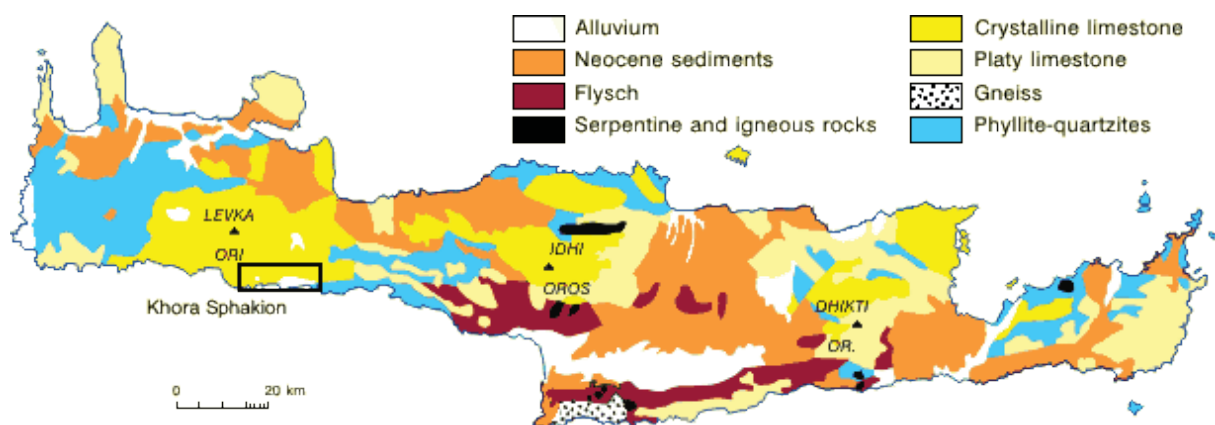 Alluvium
Neocene sediments
Flysch
Serpentine and igneous rocks
Crystalline limestone
Platy limestone
Gneiss
Phyllite-quartzites
LEVKA
ORI
Khora Sphakion
IDHI
OROS
DHIKTI
OR.
0 20 km